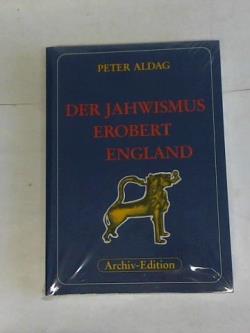 PETER ALDAG
DER JAHWISMUS
EROBERT
ENGLAND
Archiv-Edition